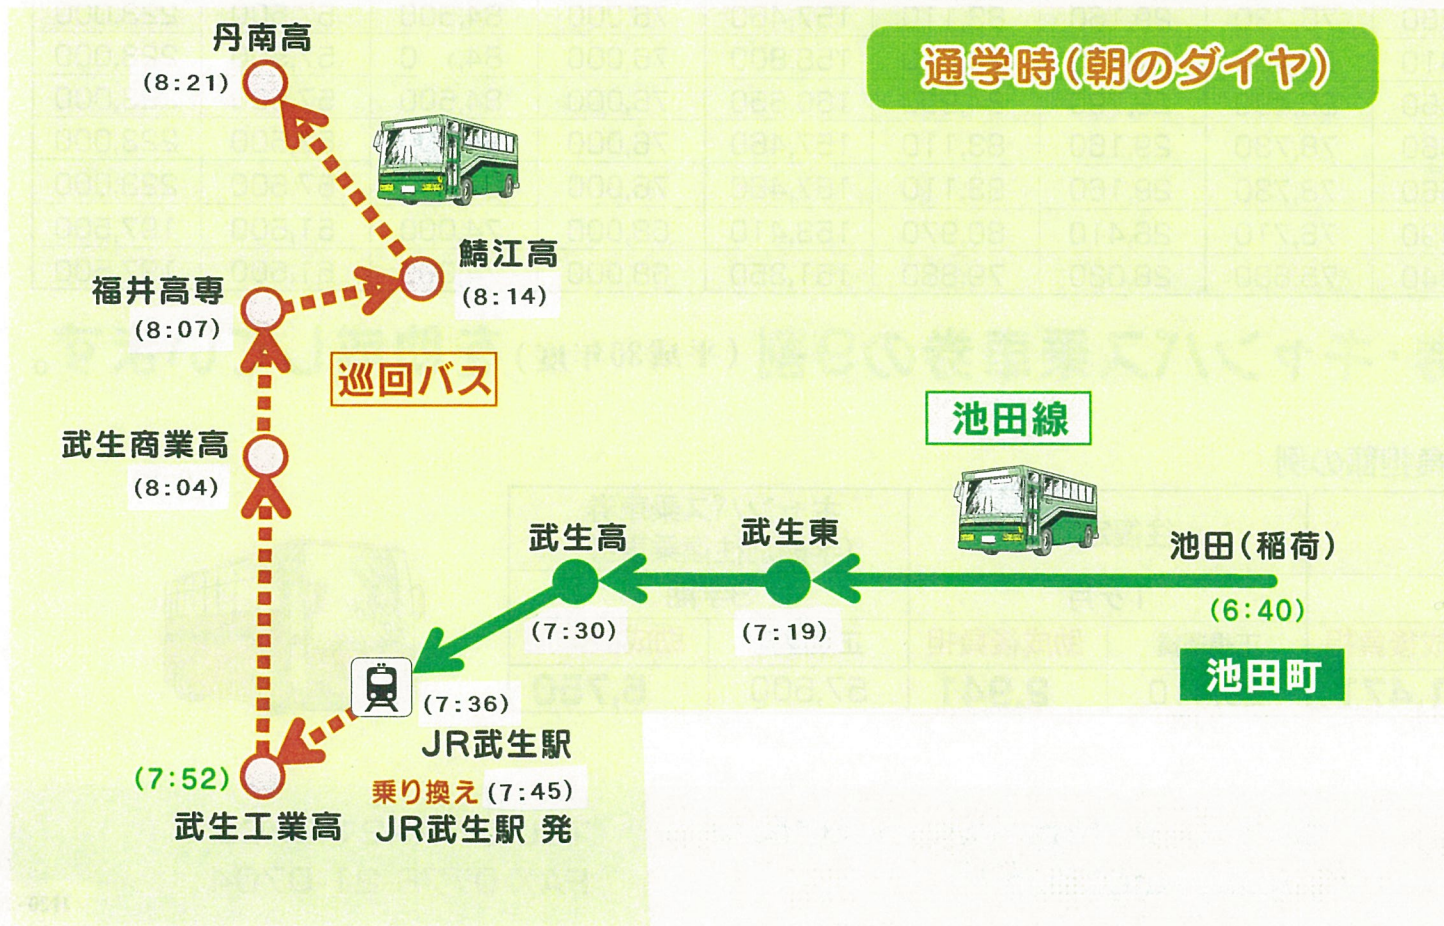 通学時(朝のダイヤ)
丹南高
(8:21)
鯖江高
(8:14)
福井高専
(8:07)
巡回バス
武生商業高
(8:04)
池田線
武生高
(7:30)
武生東
(7:19)
池田(稲荷)
(6:40)
池田町
(7:36)
JR武生駅
乗り換え (7:45)
JR武生駅 発
(7:52)
武生工業高